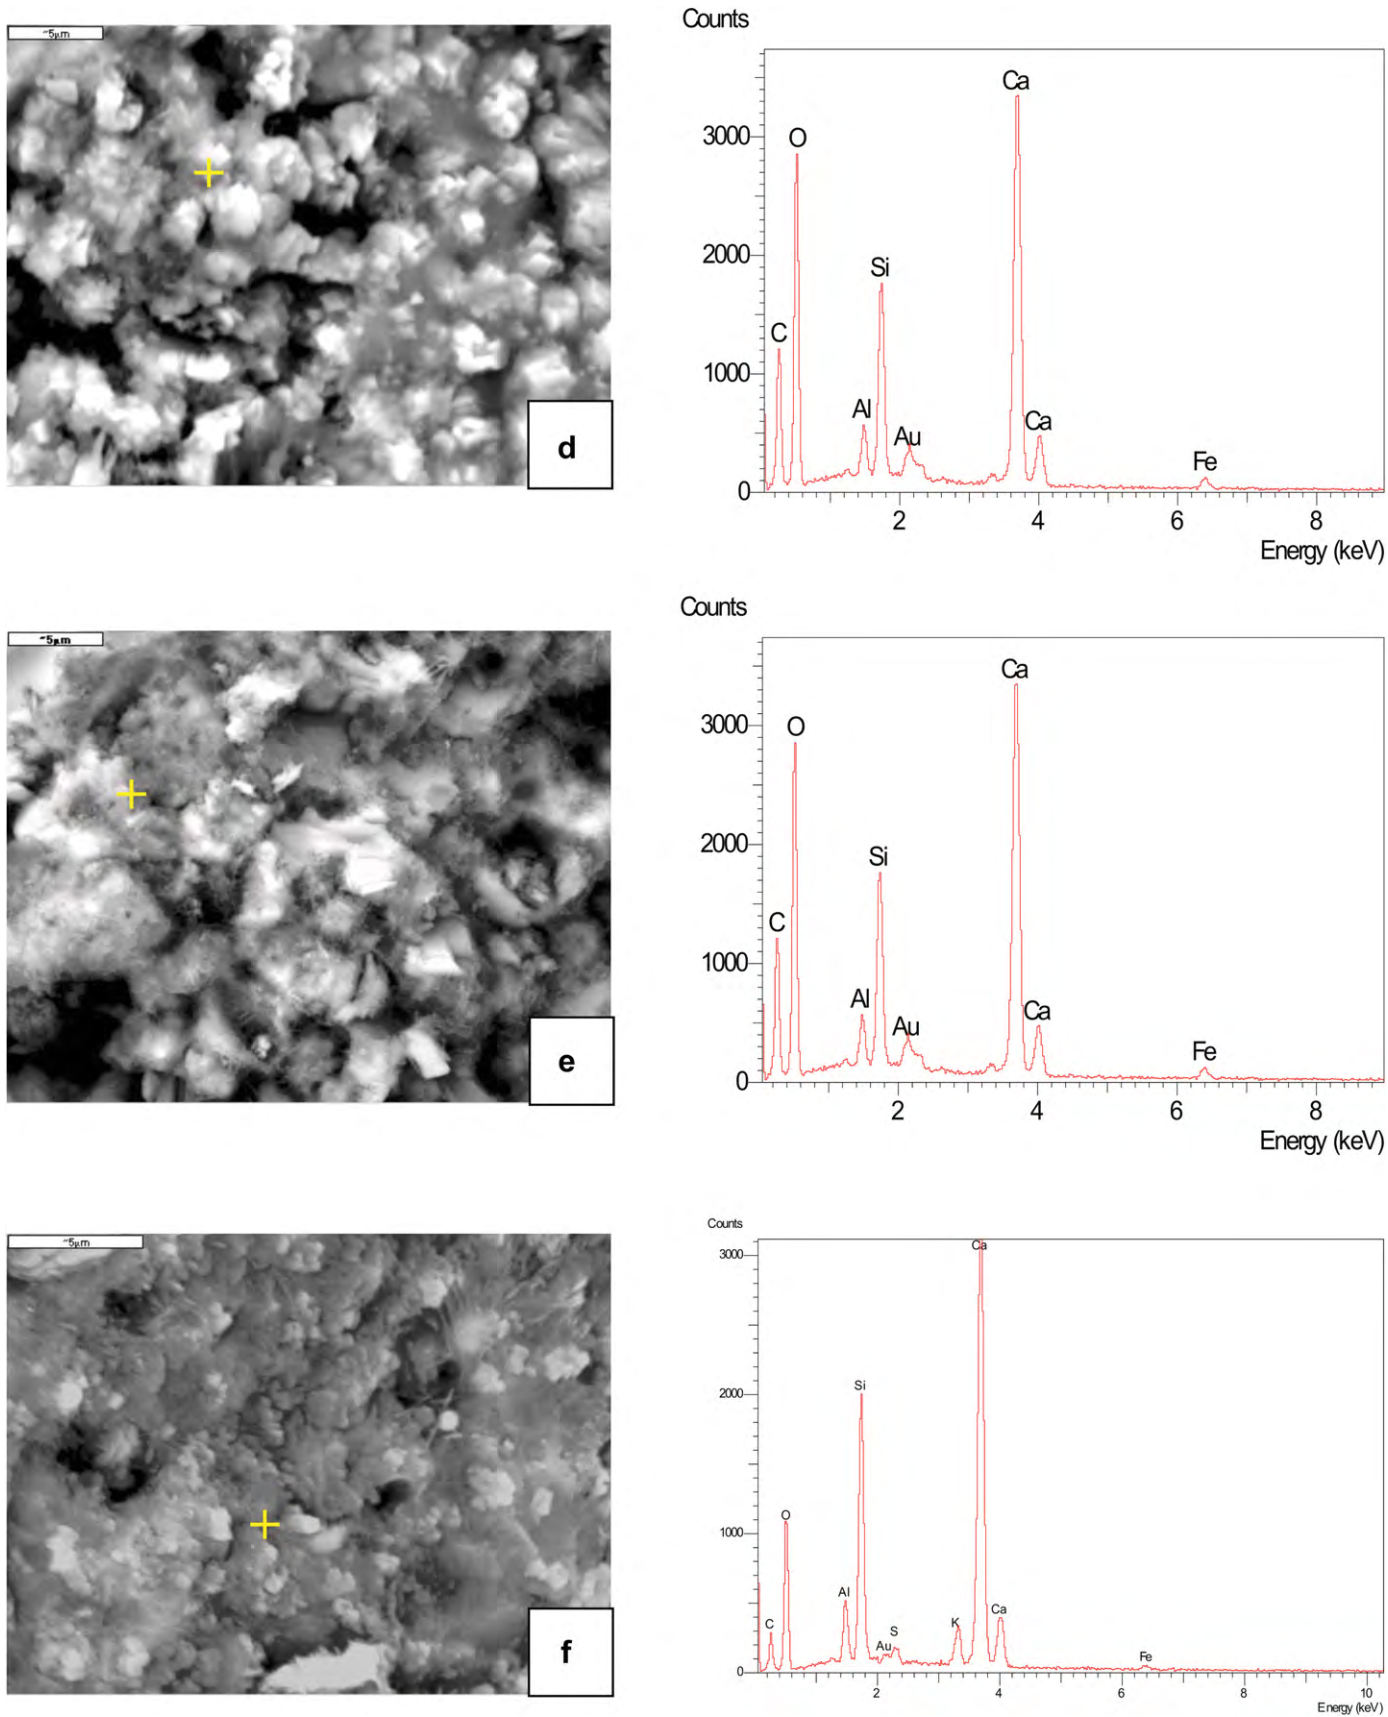 ~5µm
d
Counts
Ca
3000
O
2000
Si
C
1000
Al
Ca
Au
Fe
0
2
4
6
8
Energy (keV)
~5µm
e
Counts
Ca
3000
O
2000
Si
C
1000
Al
Ca
Au
Fe
0
2
4
6
8
Energy (keV)
~5µm
f
Counts
Ca
3000
Si
2000
O
1000
Al
Ca
C
K
S
Au
Fe
0
2
4
6
8
10
Energy (keV)